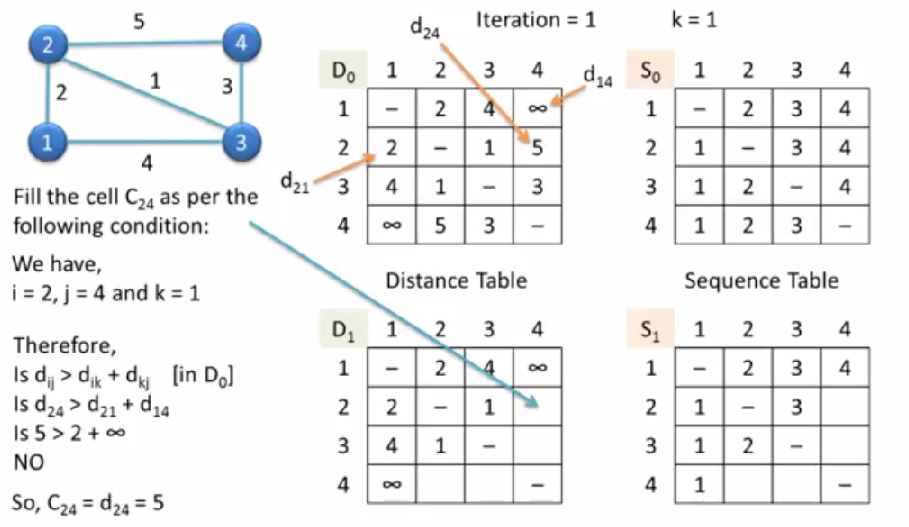 5
2
4
2
1
3
1
3
4
Fill the cell C₂₄ as per the
following condition:
We have,
i = 2, j = 4 and k = 1
Therefore,
Is dᵢⱼ > dᵢₖ + dₖⱼ [in D₀]
Is d₂₄ > d₂₁ + d₁₄
Is 5 > 2 + ∞
NO
So, C₂₄ = d₂₄ = 5
Iteration = 1 k = 1
d₂₄
d₁₄
d₂₁
D₀ 1 2 3 4
1 – 2 4 ∞
2 2 – 1 5
3 4 1 – 3
4 ∞ 5 3 –
Distance Table
S₀ 1 2 3 4
1 – 2 3 4
2 1 – 3 4
3 1 2 – 4
4 1 2 3 –
Sequence Table
D₁ 1 2 3 4
1 – 2 4 ∞
2 2 – 1
3 4 1 –
4 ∞ –
S₁ 1 2 3 4
1 – 2 3 4
2 1 – 3
3 1 2 –
4 1 –